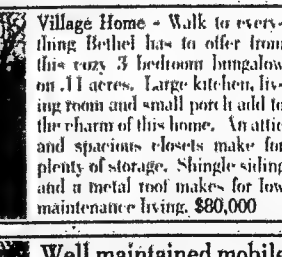 Village Home - Walk to every-
thing Bethel has to offer from
this cozy 3 bedroom bungalow
on .11 acres. Large kitchen, liv-
ing room and small porch add to
the charm of this home. An attic
and spacious closets make for
plenty of storage. Shingle siding
and a metal roof makes for low
maintenance living. $80,000
Well maintained mobile